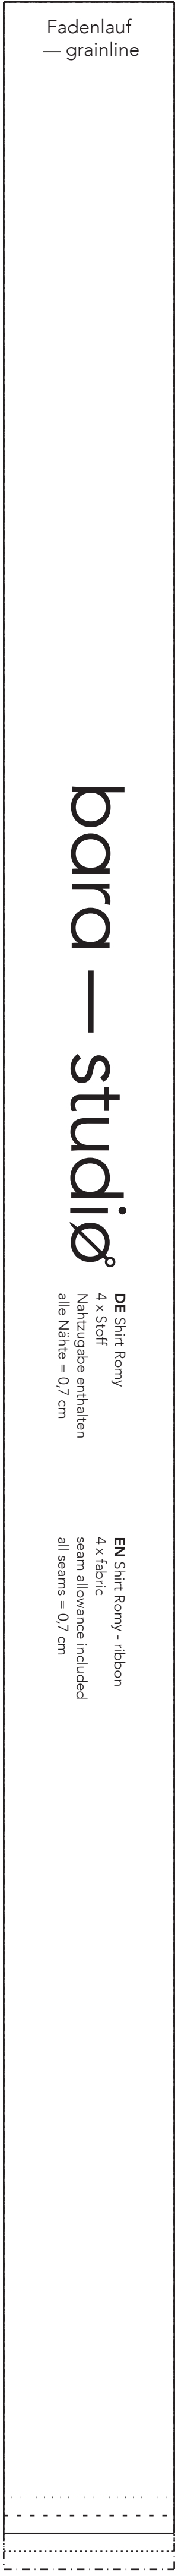 Fadenlauf
— grainline
bara — studiø
DE Shirt Romy
4 x Stoff
Nahtzugabe enthalten
alle Nähte = 0,7 cm
EN Shirt Romy - ribbon
4 x fabric
seam allowance included
all seams = 0,7 cm